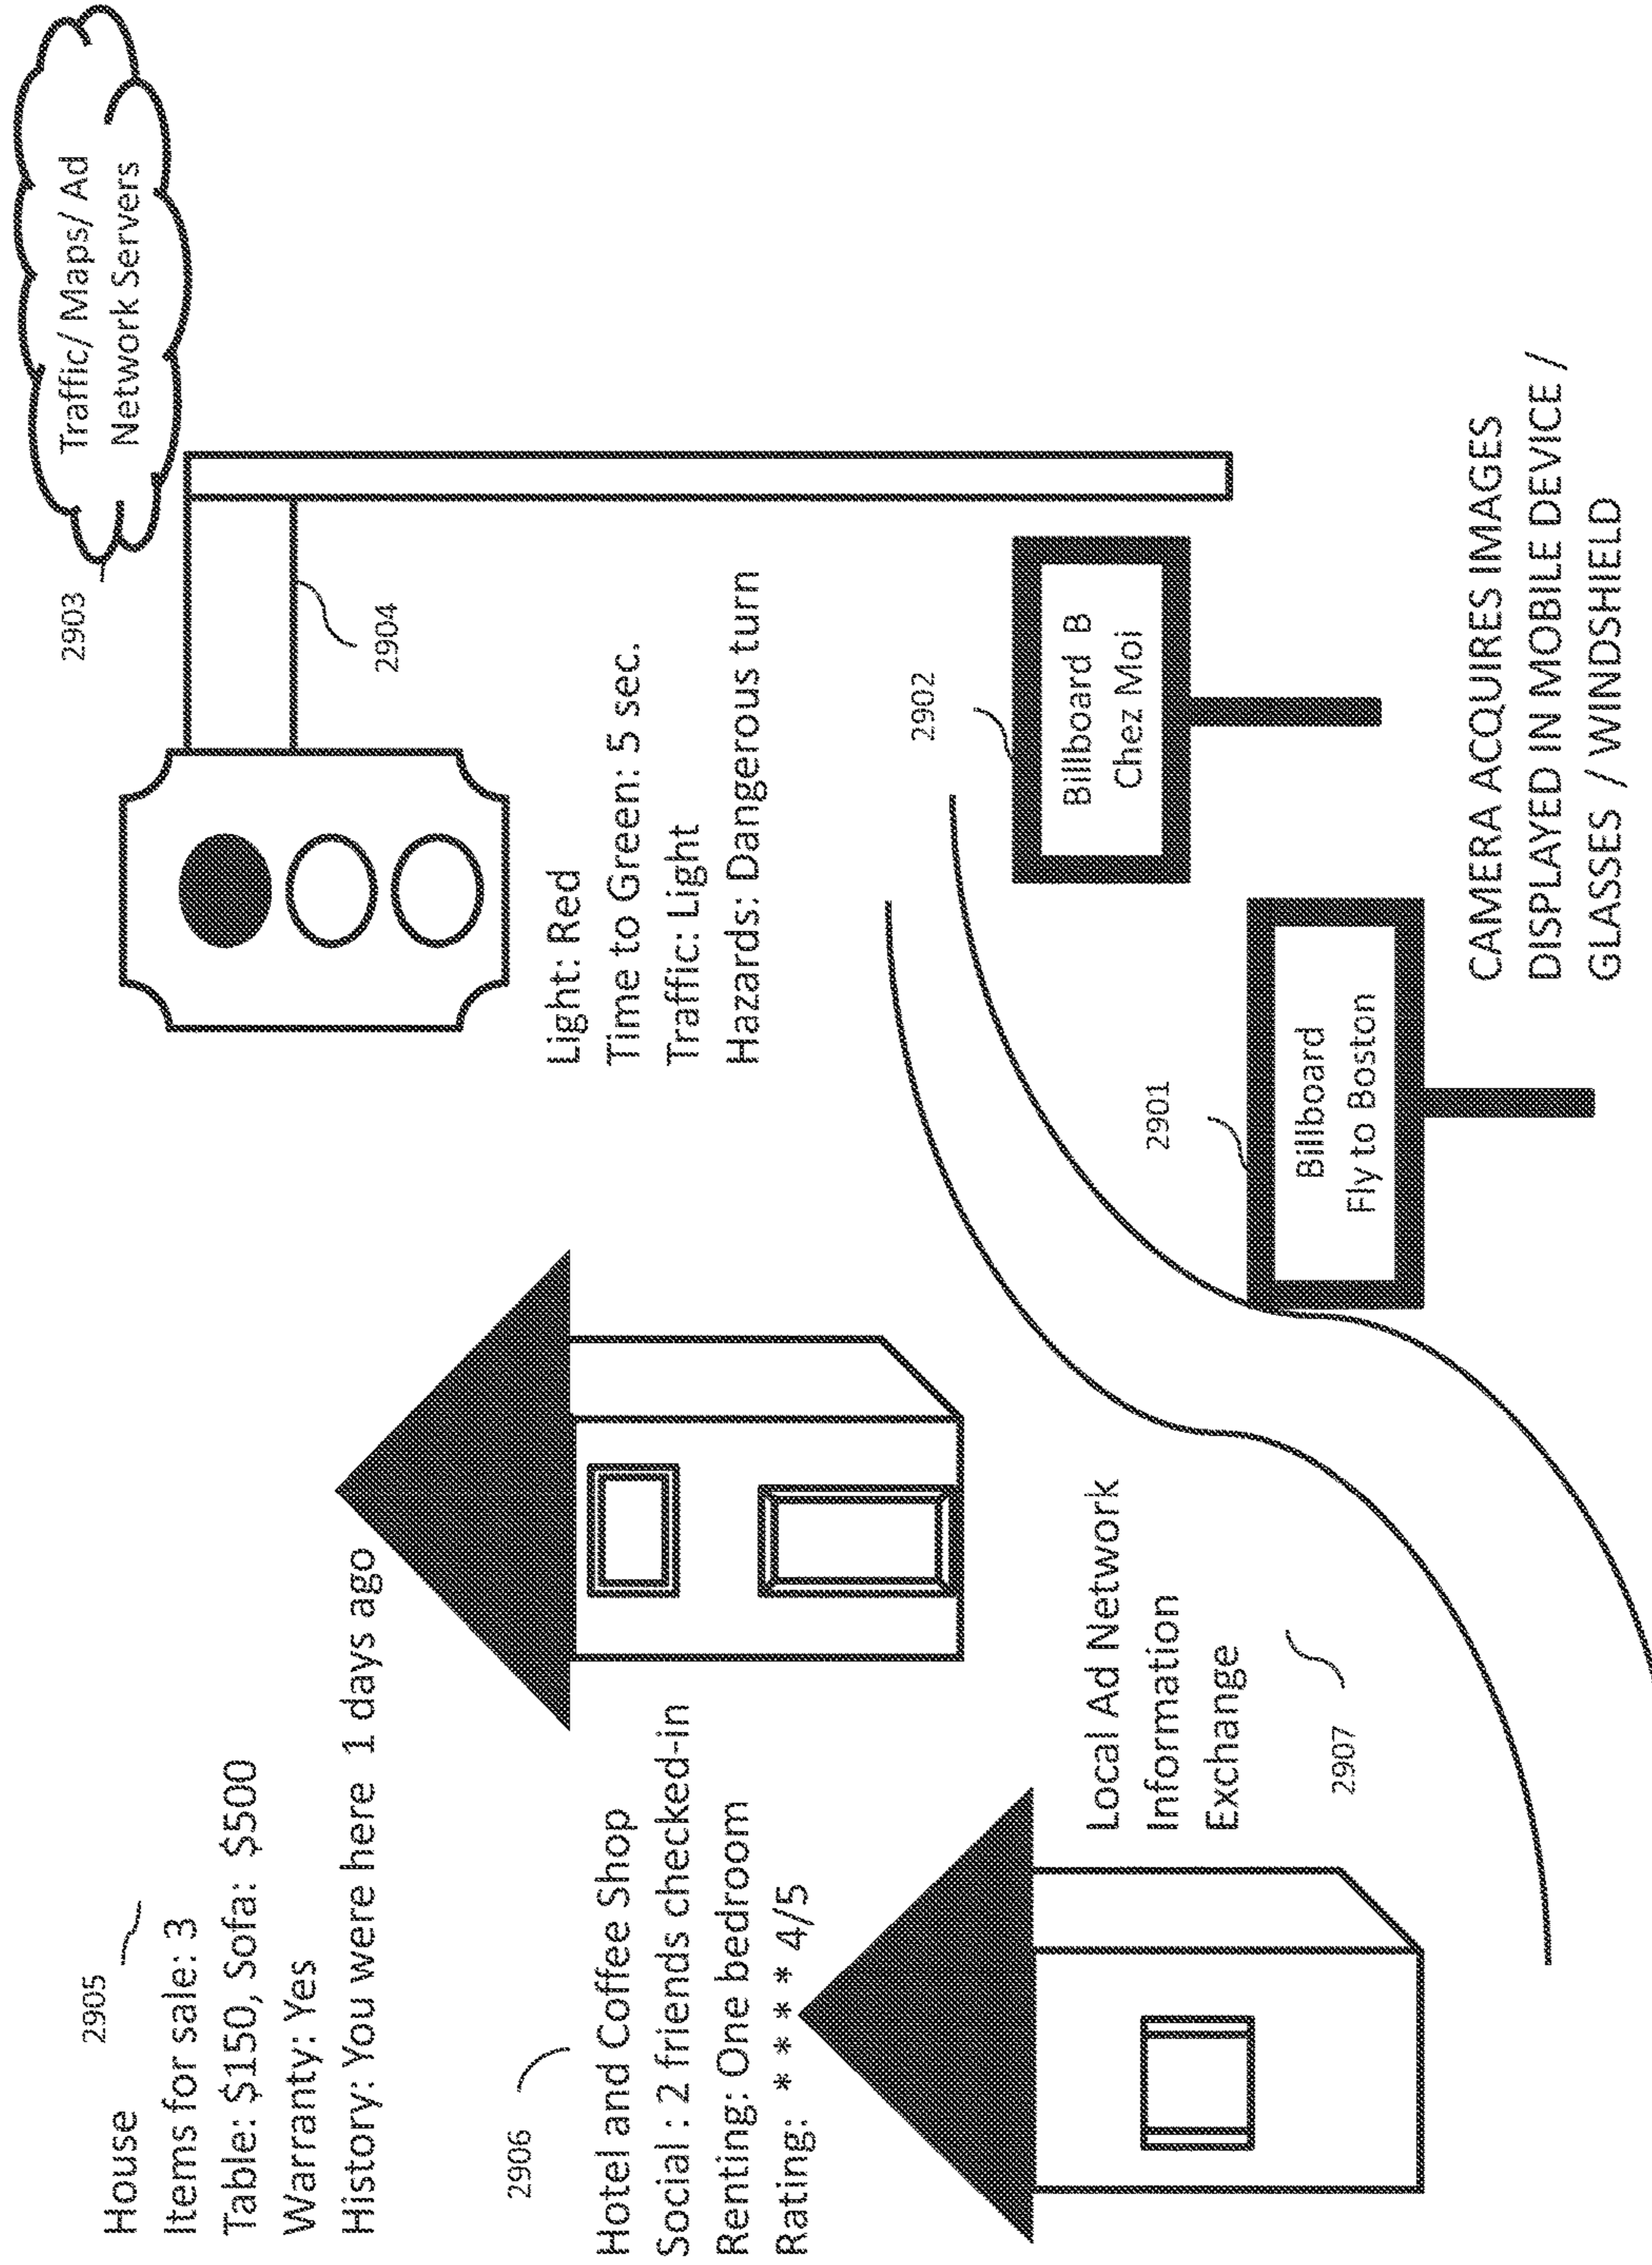 2905
House
Items for sale: 3
Table: $150, Sofa: $500
Warranty: Yes
History: You were here 1 days ago
2906
Hotel and Coffee Shop
Social : 2 friends checked-in
Renting: One bedroom
Rating: * * * * 4/5
Local Ad Network
Information
Exchange
2907
2903
Traffic/ Maps/ Ad
Network Servers
2904
Light: Red
Time to Green: 5 sec.
Traffic: Light
Hazards: Dangerous turn
2902
Billboard B
Chez Moi
2901
Billboard
Fly to Boston
CAMERA ACQUIRES IMAGES
DISPLAYED IN MOBILE DEVICE /
GLASSES / WINDSHIELD